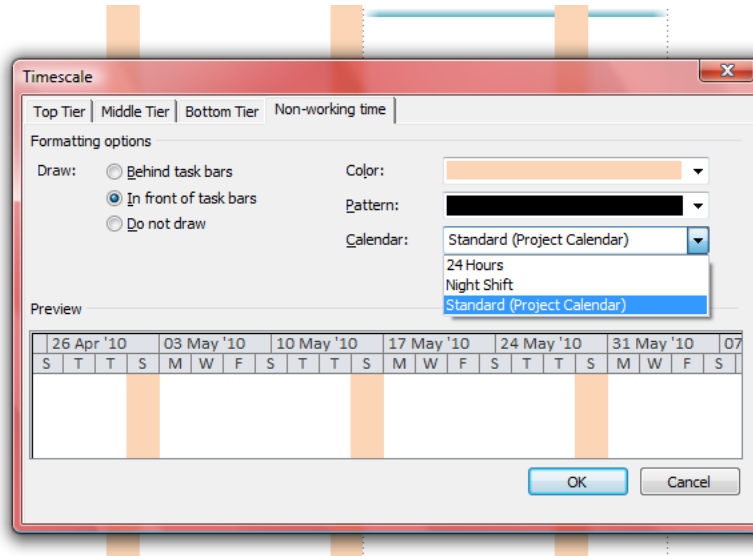 Timescale
Top Tier Middle Tier Bottom Tier Non-working time
Formatting options
Draw: Behind task bars Color:
In front of task bars Pattern:
Do not draw Calendar: Standard (Project Calendar)
24 Hours
Night Shift
Standard (Project Calendar)
Preview
26 Apr '10 03 May '10 10 May '10 17 May '10 24 May '10 31 May '10 07
S T T S M W F S T T S M W F S T T S M W F S
OK Cancel